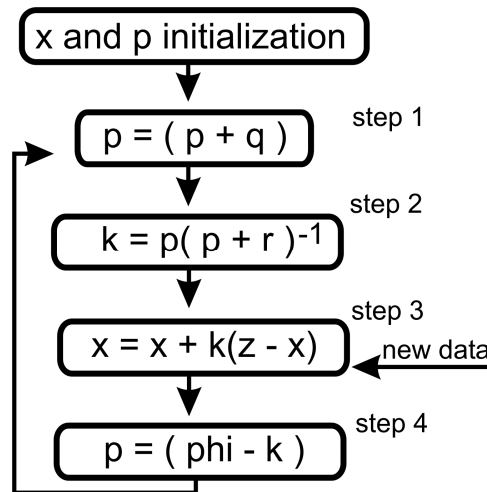 x and p initialization
step 1
p = ( p + q )
step 2
k = p( p + r )-1
step 3
x = x + k(z - x)
new data
step 4
p = ( phi - k )